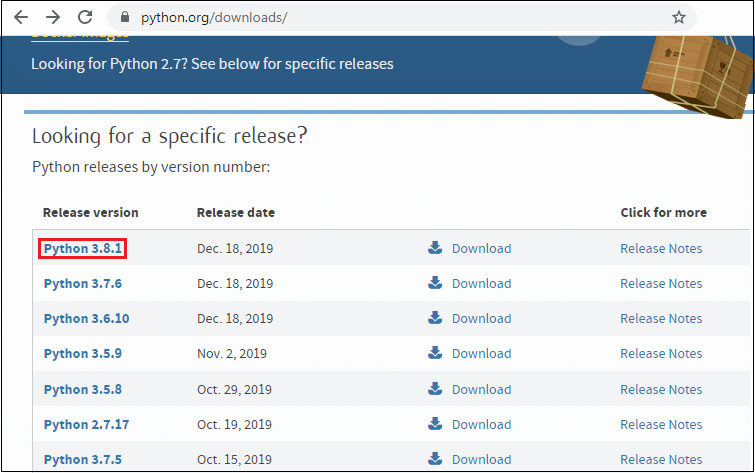 python.org/downloads/
Docker images
Looking for Python 2.7? See below for specific releases
Looking for a specific release?
Python releases by version number:
Release version Release date Click for more
Python 3.8.1 Dec. 18, 2019 Download Release Notes
Python 3.7.6 Dec. 18, 2019 Download Release Notes
Python 3.6.10 Dec. 18, 2019 Download Release Notes
Python 3.5.9 Nov. 2, 2019 Download Release Notes
Python 3.5.8 Oct. 29, 2019 Download Release Notes
Python 2.7.17 Oct. 19, 2019 Download Release Notes
Python 3.7.5 Oct. 15, 2019 Download Release Notes